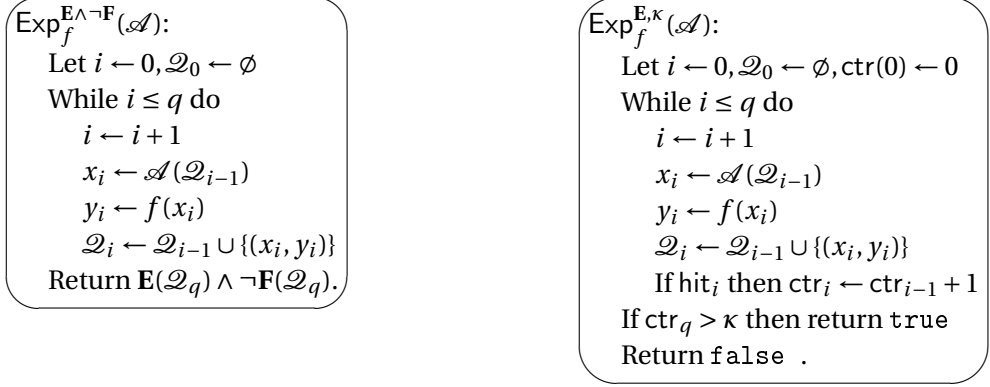 Exp_f^{E∧¬F}(𝒜):
Let i ← 0, 𝒬_0 ← ∅
While i ≤ q do
i ← i + 1
x_i ← 𝒜(𝒬_{i−1})
y_i ← f(x_i)
𝒬_i ← 𝒬_{i−1} ∪ {(x_i, y_i)}
Return E(𝒬_q) ∧ ¬F(𝒬_q).
Exp_f^{E,κ}(𝒜):
Let i ← 0, 𝒬_0 ← ∅, ctr(0) ← 0
While i ≤ q do
i ← i + 1
x_i ← 𝒜(𝒬_{i−1})
y_i ← f(x_i)
𝒬_i ← 𝒬_{i−1} ∪ {(x_i, y_i)}
If hit_i then ctr_i ← ctr_{i−1} + 1
If ctr_q > κ then return true
Return false .